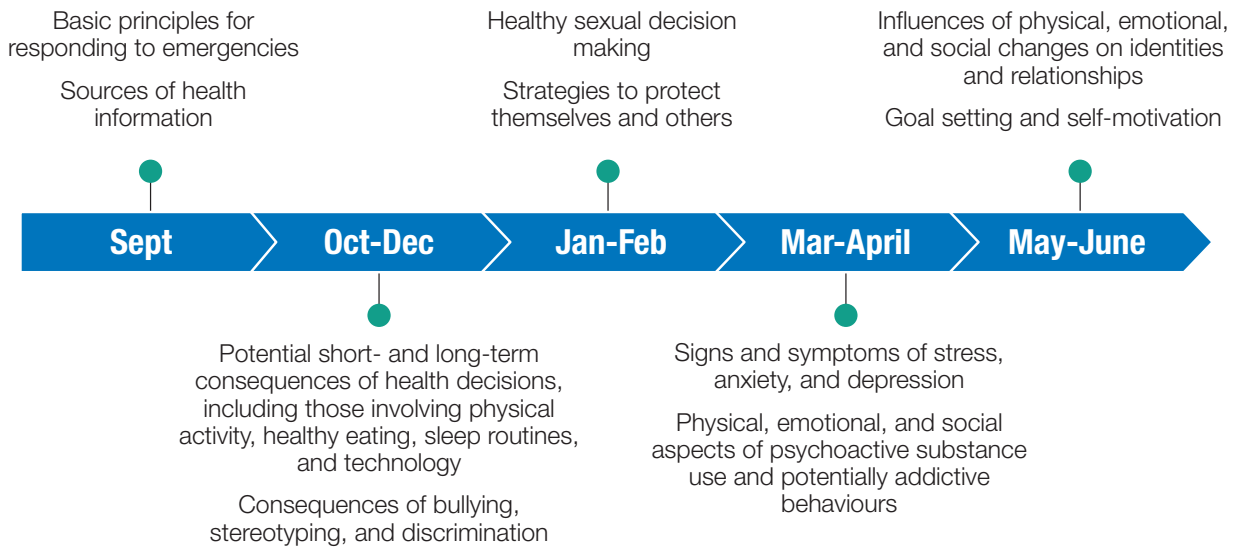 Basic principles for
responding to emergencies
Sources of health
information
Healthy sexual decision
making
Strategies to protect
themselves and others
Influences of physical, emotional,
and social changes on identities
and relationships
Goal setting and self-motivation
Sept
Oct-Dec
Jan-Feb
Mar-April
May-June
Potential short- and long-term
consequences of health decisions,
including those involving physical
activity, healthy eating, sleep routines,
and technology
Consequences of bullying,
stereotyping, and discrimination
Signs and symptoms of stress,
anxiety, and depression
Physical, emotional, and social
aspects of psychoactive substance
use and potentially addictive
behaviours